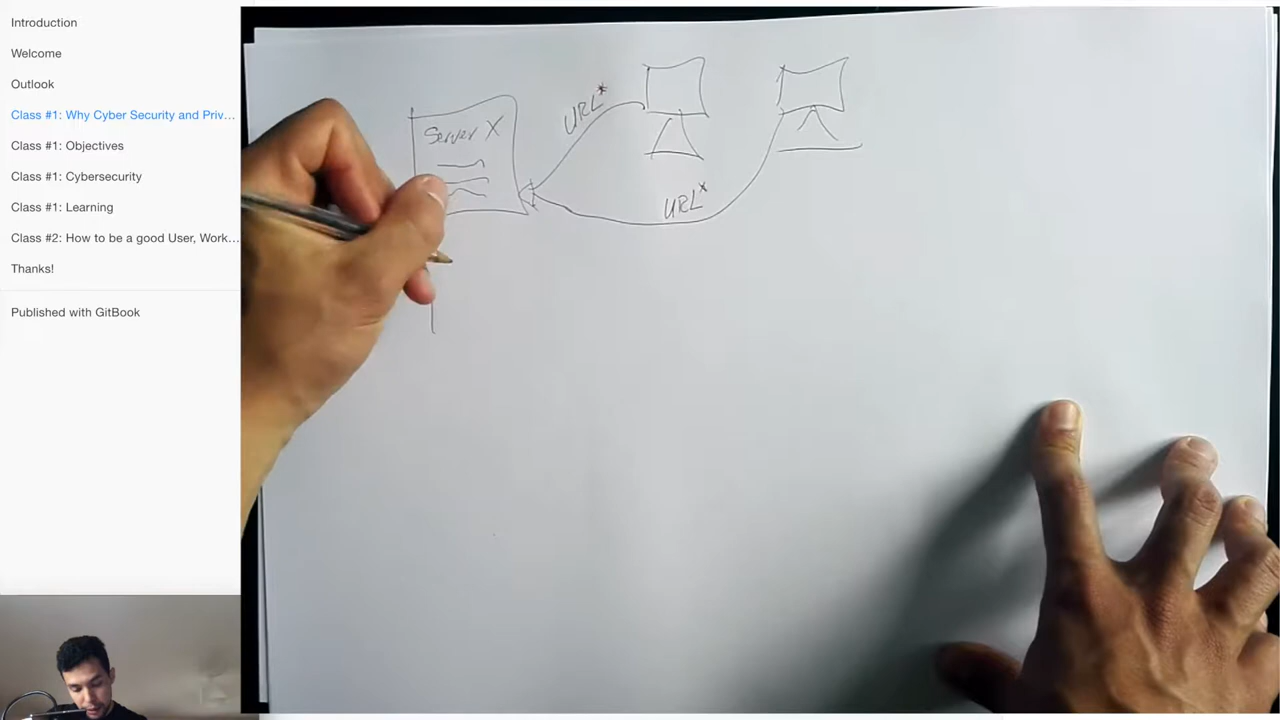 Introduction
Welcome
Outlook
Class #1: Why Cyber Security and Priv...
Class #1: Objectives
Class #1: Cybersecurity
Class #1: Learning
Class #2: How to be a good User, Work...
Thanks!
Published with GitBook
Server X
URL*
URL*